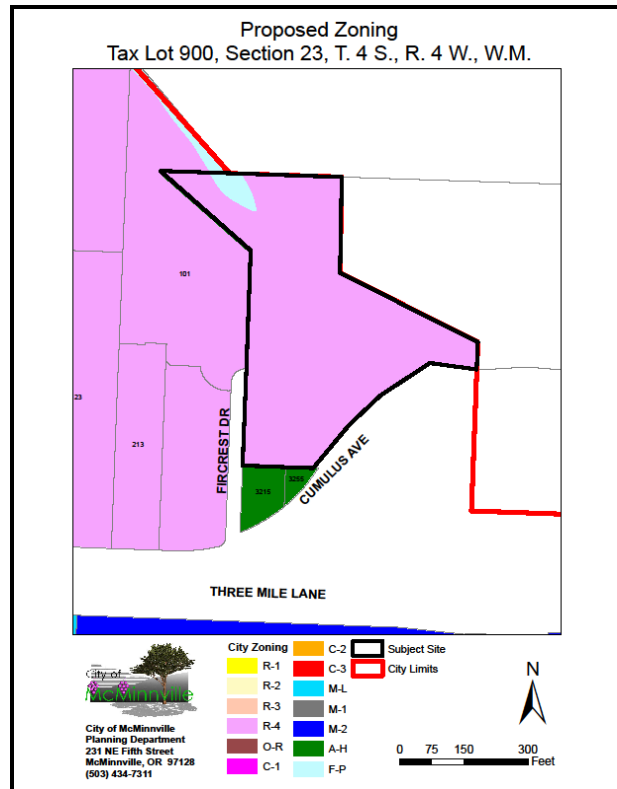 Proposed Zoning
Tax Lot 900, Section 23, T. 4 S., R. 4 W., W.M.
101
23
213
FIRCREST DR
CUMULUS AVE
3215
3255
THREE MILE LANE
City of
McMinnville
City of McMinnville
Planning Department
231 NE Fifth Street
McMinnville, OR 97128
(503) 434-7311
City Zoning
R-1
R-2
R-3
R-4
O-R
C-1
C-2
C-3
M-L
M-1
M-2
A-H
F-P
Subject Site
City Limits
N
0 75 150 300
Feet